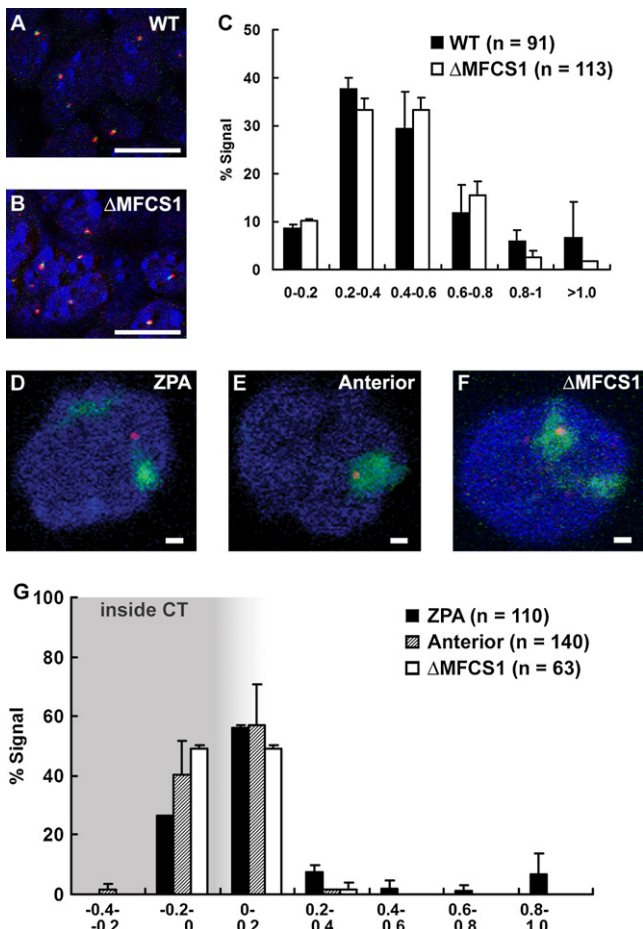 A
WT
B
ΔMFCS1
C
WT (n = 91)
ΔMFCS1 (n = 113)
50
40
30
20
10
0
% Signal
0-0.2
0.2-0.4
0.4-0.6
0.6-0.8
0.8-1
>1.0
D
ZPA
E
Anterior
F
ΔMFCS1
G
inside CT
ZPA (n = 110)
Anterior (n = 140)
ΔMFCS1 (n = 63)
100
80
60
40
20
0
% Signal
-0.4-
-0.2
-0.2-
0
0-
0.2
0.2-
0.4
0.4-
0.6
0.6-
0.8
0.8-
1.0